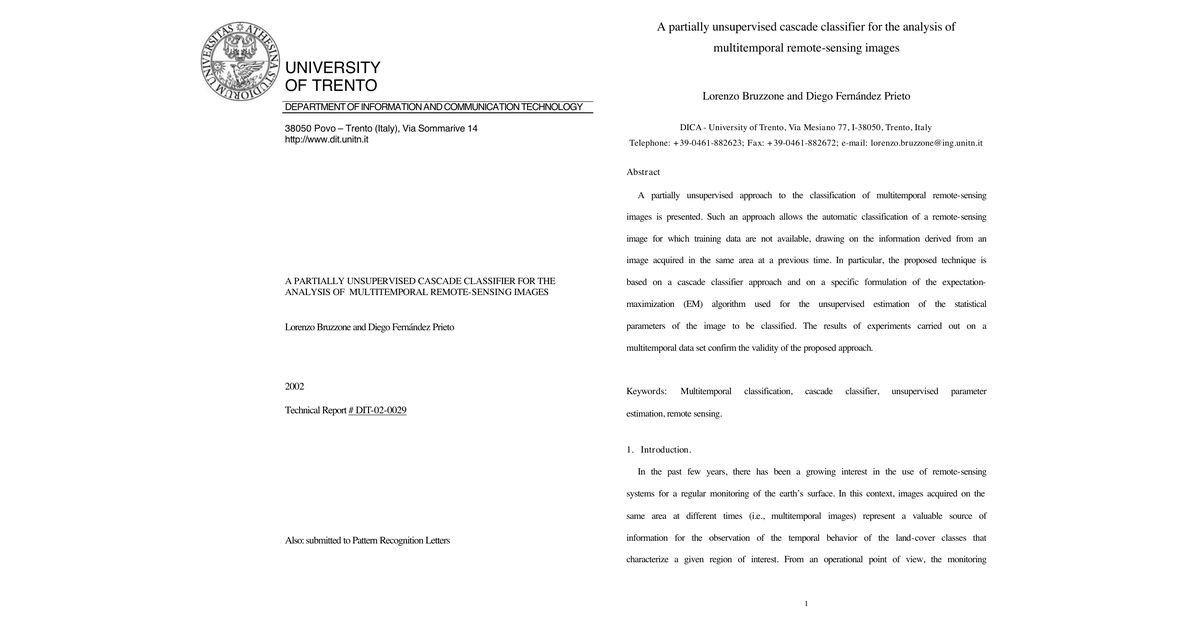 UNIVERSITAS ATHESINA STUDIORUM
UNIVERSITY
OF TRENTO
DEPARTMENT OF INFORMATION AND COMMUNICATION TECHNOLOGY
38050 Povo – Trento (Italy), Via Sommarive 14
http://www.dit.unitn.it
A PARTIALLY UNSUPERVISED CASCADE CLASSIFIER FOR THE
ANALYSIS OF MULTITEMPORAL REMOTE-SENSING IMAGES
Lorenzo Bruzzone and Diego Fernández Prieto
2002
Technical Report # DIT-02-0029
Also: submitted to Pattern Recognition Letters
A partially unsupervised cascade classifier for the analysis of
multitemporal remote-sensing images
Lorenzo Bruzzone and Diego Fernández Prieto
DICA - University of Trento, Via Mesiano 77, I-38050, Trento, Italy
Telephone: +39-0461-882623; Fax: +39-0461-882672; e-mail: lorenzo.bruzzone@ing.unitn.it
Abstract
A partially unsupervised approach to the classification of multitemporal remote-sensing
images is presented. Such an approach allows the automatic classification of a remote-sensing
image for which training data are not available, drawing on the information derived from an
image acquired in the same area at a previous time. In particular, the proposed technique is
based on a cascade classifier approach and on a specific formulation of the expectation-
maximization (EM) algorithm used for the unsupervised estimation of the statistical
parameters of the image to be classified. The results of experiments carried out on a
multitemporal data set confirm the validity of the proposed approach.
Keywords: Multitemporal classification, cascade classifier, unsupervised parameter
estimation, remote sensing.
1. Introduction.
In the past few years, there has been a growing interest in the use of remote-sensing
systems for a regular monitoring of the earth's surface. In this context, images acquired on the
same area at different times (i.e., multitemporal images) represent a valuable source of
information for the observation of the temporal behavior of the land-cover classes that
characterize a given region of interest. From an operational point of view, the monitoring
1